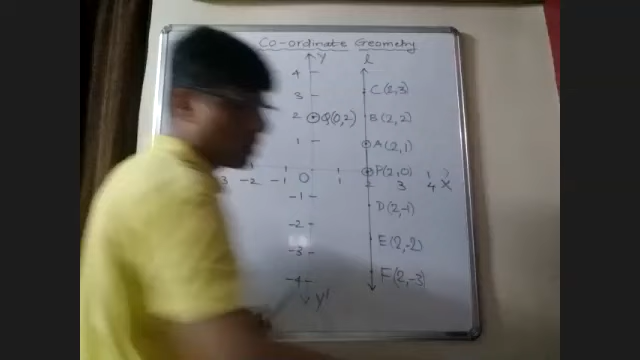 Co-ordinate Geometry
Y
l
4
3
C (2,3)
2
Q(0,2)
B (2,2)
1
A (2,1)
P(2,0)
3 -2 -1 0 1 2 3 4 X
-1
D(2,-1)
-2
E (2,-2)
-3
F(2,-3)
-4
Y'